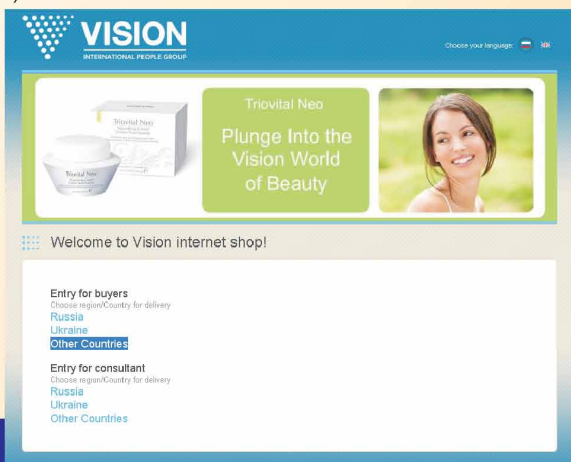 VISION
INTERNATIONAL PEOPLE GROUP
Choose your language:
Triovital Neo
Triovital Neo
Triovital Neo
Plunge Into the
Vision World
of Beauty
Welcome to Vision internet shop!
Entry for buyers
Choose region/Country for delivery
Russia
Ukraine
Other Countries
Entry for consultant
Choose region/Country for delivery
Russia
Ukraine
Other Countries